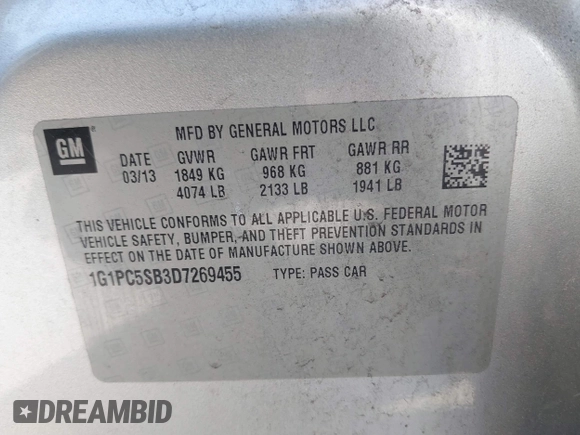 GM
MFD BY GENERAL MOTORS LLC
DATE GVWR GAWR FRT GAWR RR
03/13 1849 KG 968 KG 881 KG
4074 LB 2133 LB 1941 LB
THIS VEHICLE CONFORMS TO ALL APPLICABLE U.S. FEDERAL MOTOR
VEHICLE SAFETY, BUMPER, AND THEFT PREVENTION STANDARDS IN
EFFECT ON THE DATE OF MANUFACTURE SHOWN ABOVE.
1G1PC5SB3D7269455 TYPE: PASS CAR
DREAMBID